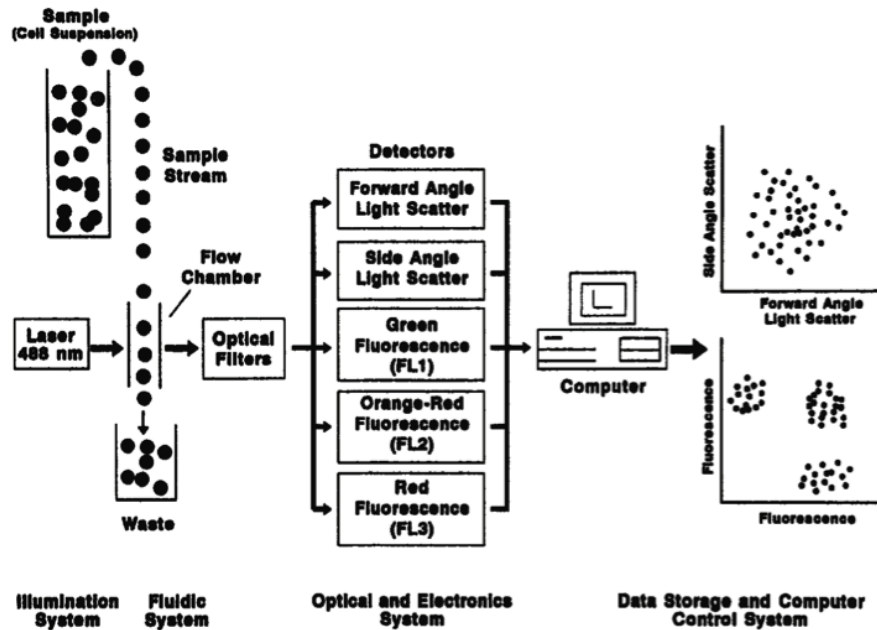 Sample
(Cell Suspension)
Sample
Stream
Flow
Chamber
Laser
488 nm
Optical
Filters
Waste
Detectors
Forward Angle
Light Scatter
Side Angle
Light Scatter
Green
Fluorescence
(FL1)
Orange-Red
Fluorescence
(FL2)
Red
Fluorescence
(FL3)
Computer
Side Angle Scatter
Forward Angle
Light Scatter
Fluorescence
Fluorescence
Illumination
System
Fluidic
System
Optical and Electronics
System
Data Storage and Computer
Control System